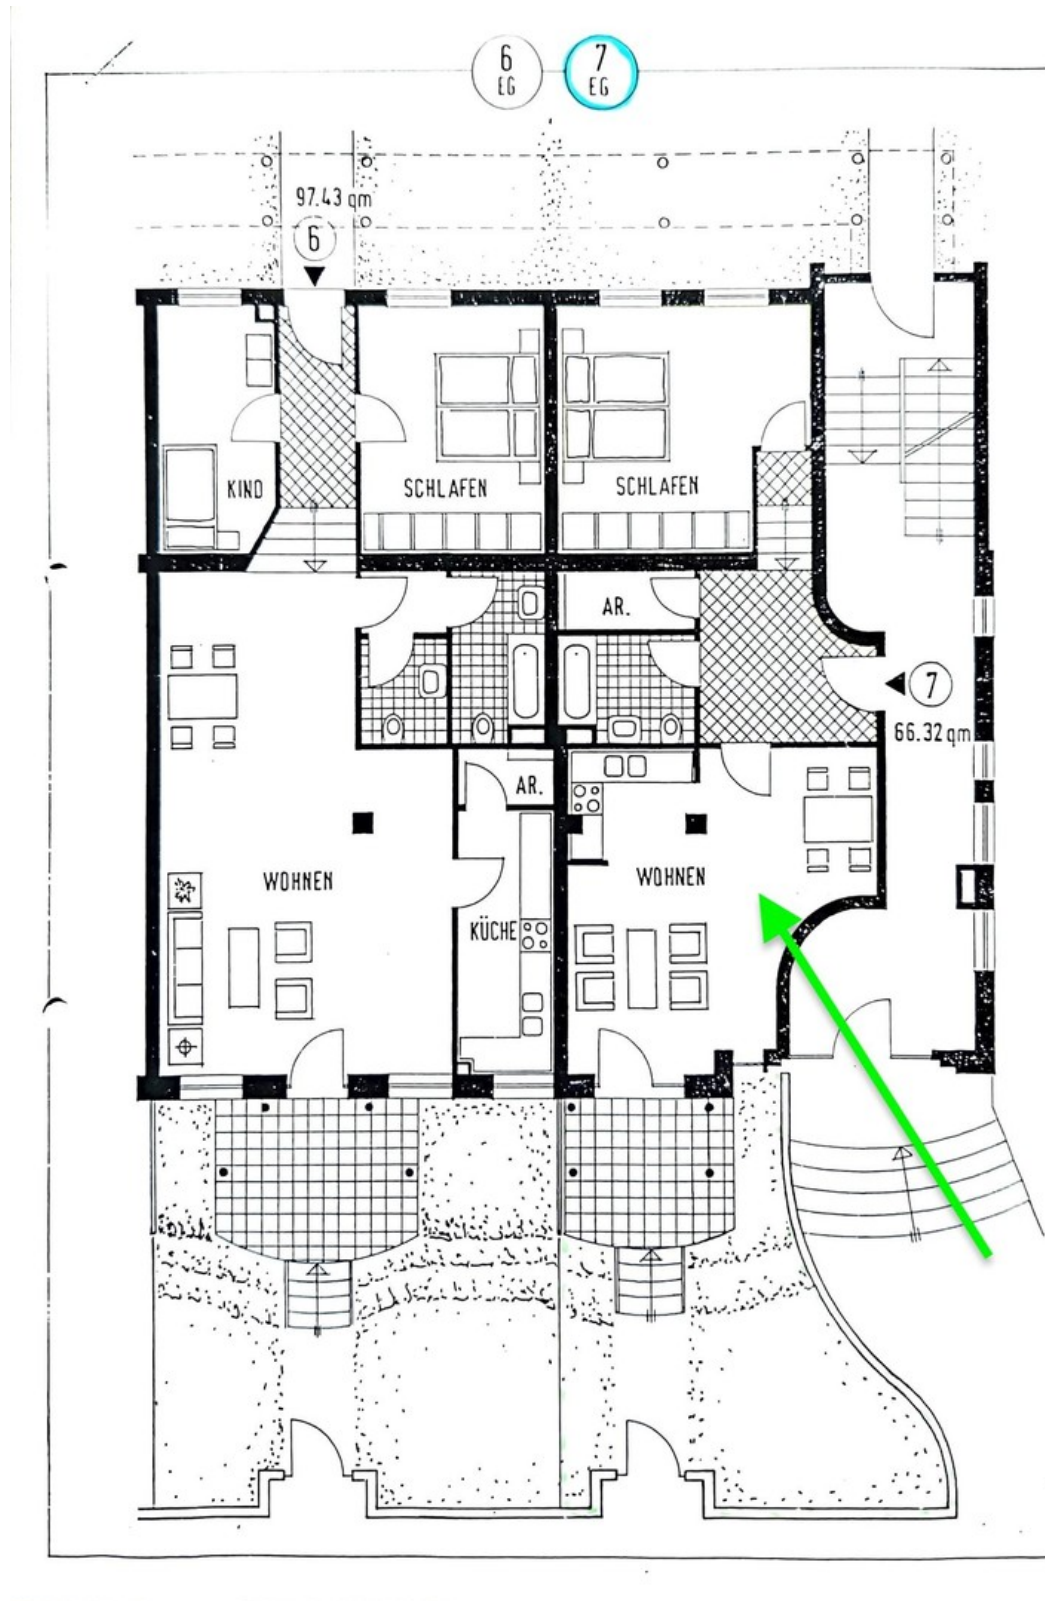 6
EG
7
EG
97.43 qm
6
KIND
SCHLAFEN
SCHLAFEN
AR.
7
66.32 qm
AR.
WOHNEN
WOHNEN
KÜCHE